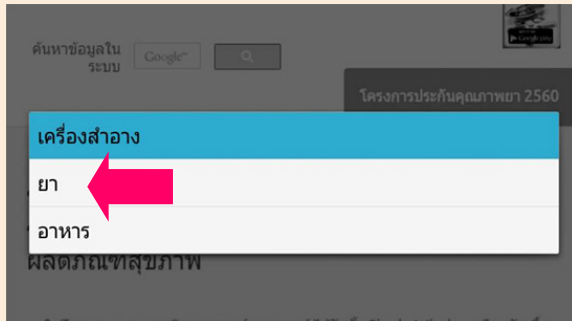 ค้นหาข้อมูลใน
ระบบ
Google™
โครงการประกันคุณภาพยา 2560
เครื่องสำอาง
ยา
อาหาร
ผลิตภัณฑ์สุขภาพ